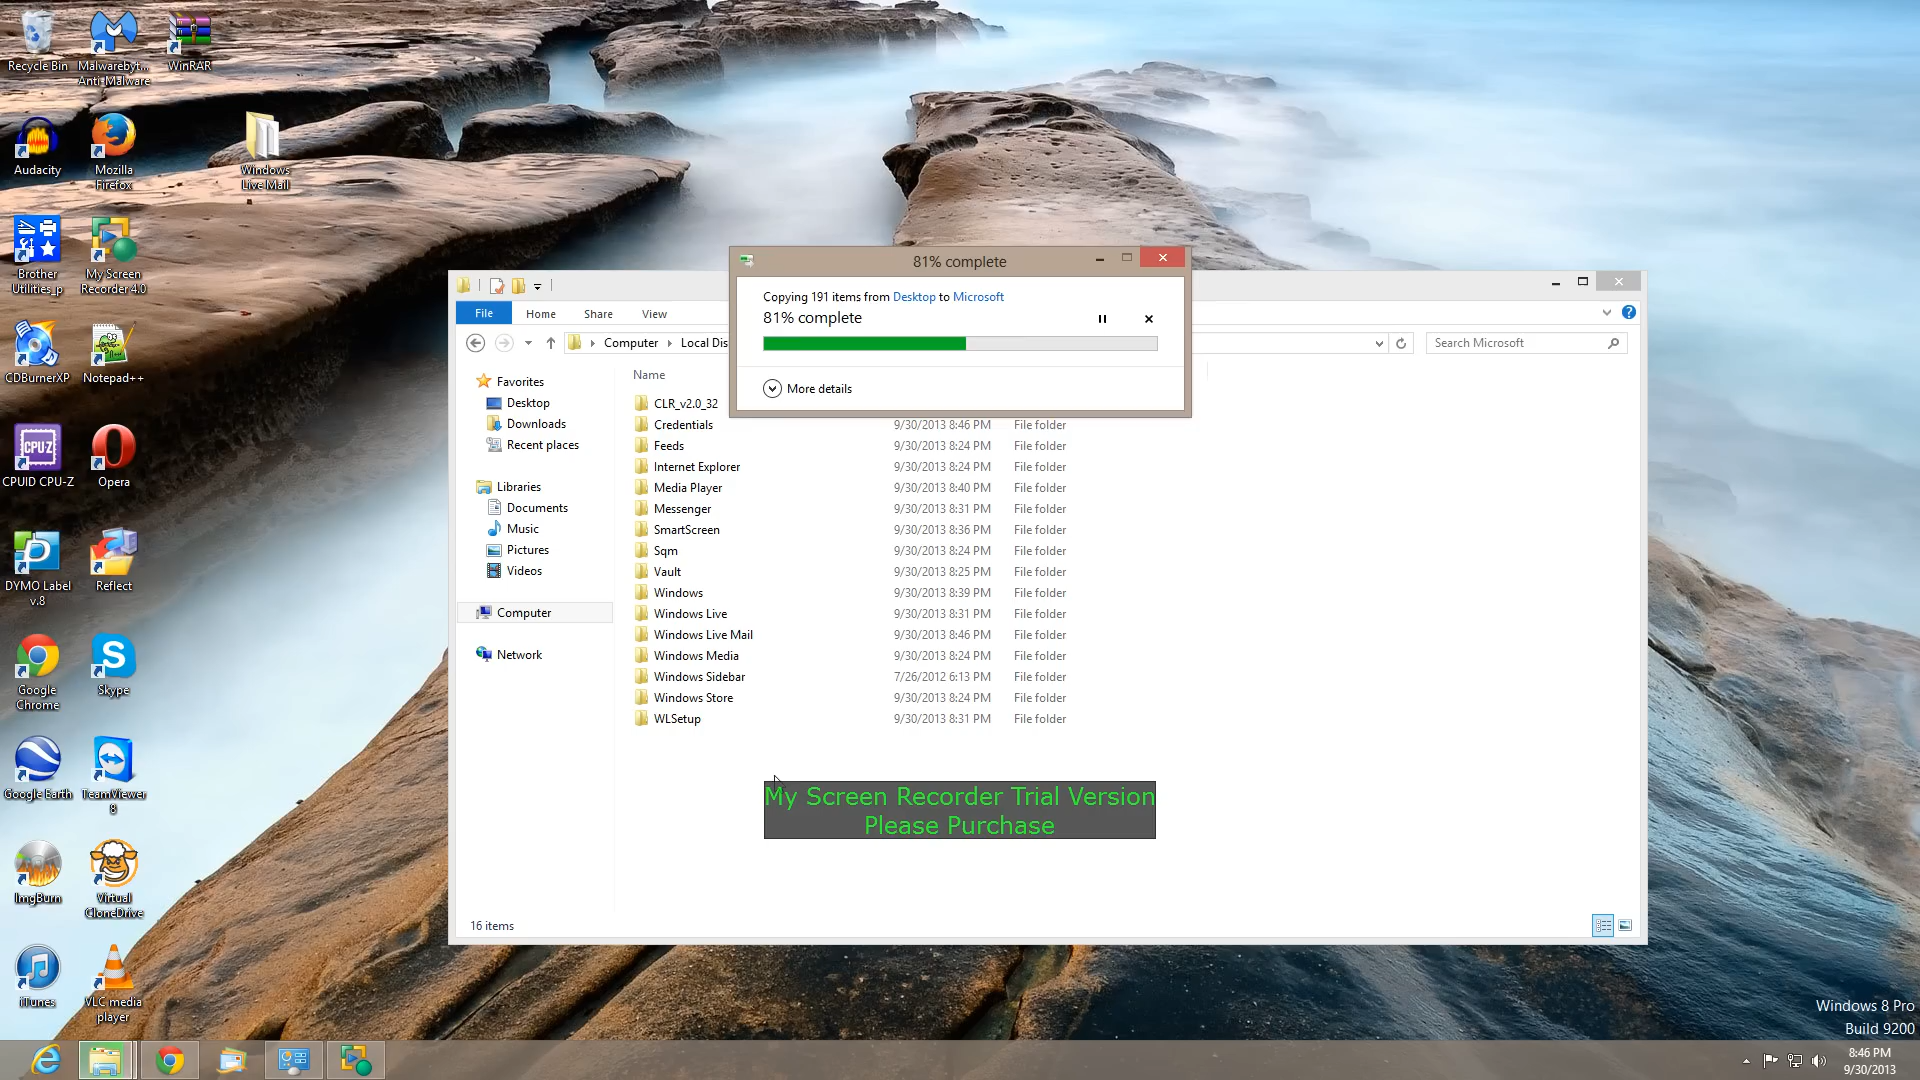 Recycle Bin
Malwarebyt...
Anti-Malware
WinRAR
Audacity
Mozilla
Firefox
Windows
Live Mail
Brother
Utilities_p
My Screen
Recorder 4.0
CDBurnerXP
Notepad++
CPU-Z
CPUID CPU-Z
Opera
DYMO Label
v.8
Reflect
Google
Chrome
Skype
Google Earth
TeamViewer
8
ImgBurn
Virtual
CloneDrive
iTunes
VLC media
player
81% complete
Copying 191 items from Desktop to Microsoft
81% complete
More details
File
Home
Share
View
Computer
Local Dis
Search Microsoft
Favorites
Desktop
Downloads
Recent places
Libraries
Documents
Music
Pictures
Videos
Computer
Network
Name
CLR_v2.0_32
Credentials 9/30/2013 8:46 PM File folder
Feeds 9/30/2013 8:24 PM File folder
Internet Explorer 9/30/2013 8:24 PM File folder
Media Player 9/30/2013 8:40 PM File folder
Messenger 9/30/2013 8:31 PM File folder
SmartScreen 9/30/2013 8:36 PM File folder
Sqm 9/30/2013 8:24 PM File folder
Vault 9/30/2013 8:25 PM File folder
Windows 9/30/2013 8:39 PM File folder
Windows Live 9/30/2013 8:31 PM File folder
Windows Live Mail 9/30/2013 8:46 PM File folder
Windows Media 9/30/2013 8:24 PM File folder
Windows Sidebar 7/26/2012 6:13 PM File folder
Windows Store 9/30/2013 8:24 PM File folder
WLSetup 9/30/2013 8:31 PM File folder
My Screen Recorder Trial Version
Please Purchase
16 items
Windows 8 Pro
Build 9200
8:46 PM
9/30/2013